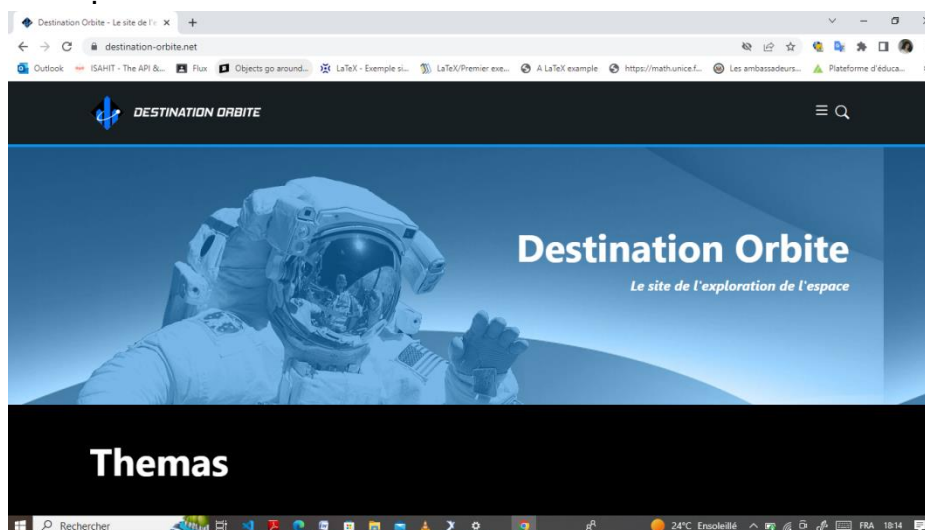 Destination Orbite - Le site de l'e
destination-orbite.net
Outlook ISAHIT - The API &... Flux Objects go around... LaTeX - Exemple si... LaTeX/Premier exe... A LaTeX example https://math.unice.f... Les ambassadeurs... Plateforme d'éduca...
DESTINATION ORBITE
Destination Orbite
Le site de l'exploration de l'espace
Themas
Rechercher 24°C Ensoleillé FRA 18:14